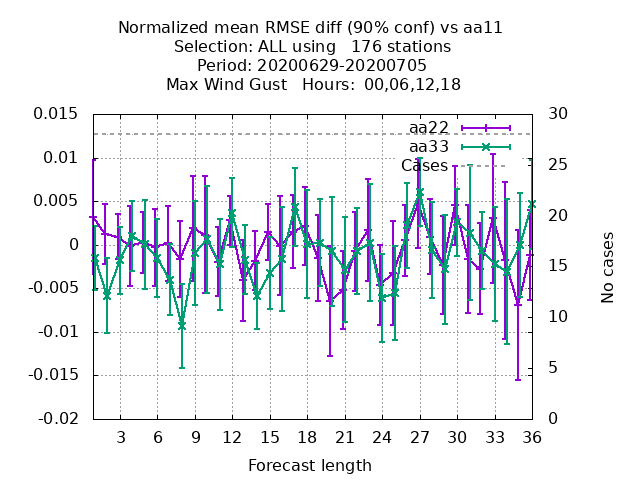 Normalized mean RMSE diff (90% conf) vs aa11
Selection: ALL using   176 stations
Period: 20200629-20200705
Max Wind Gust   Hours:  00,06,12,18
0.015
0.01
0.005
0
-0.005
-0.01
-0.015
-0.02
30
25
20
15
10
5
0
aa22
aa33
Cases
No cases
3 6 9 12 15 18 21 24 27 30 33 36
Forecast length